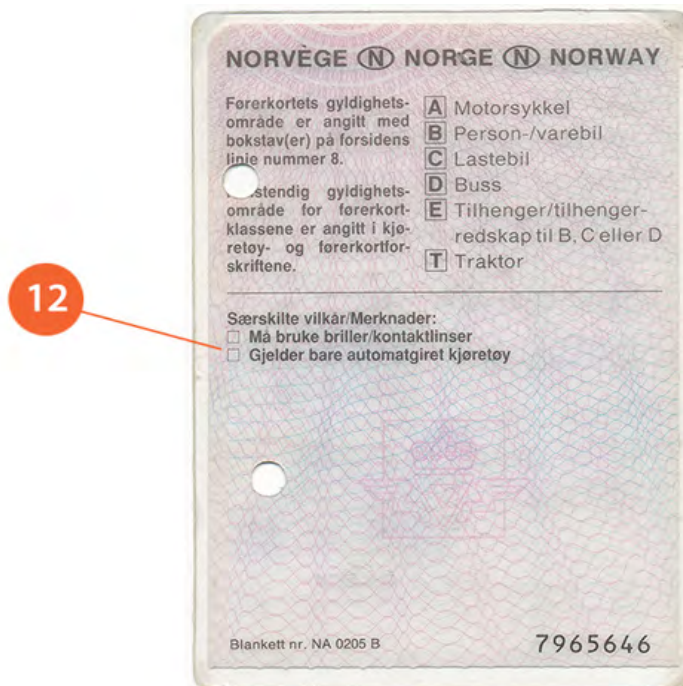 NORVÈGE N NORGE N NORWAY
Førerkortets gyldighets-
område er angitt med
bokstav(er) på forsidens
linje nummer 8.
stendig gyldighets-
område for førerkort-
klassene er angitt i kjø-
retøy- og førerkortfor-
skriftene.
A Motorsykkel
B Person-/varebil
C Lastebil
D Buss
E Tilhenger/tilhenger-
redskap til B, C eller D
T Traktor
12
Særskilte vilkår/Merknader:
Må bruke briller/kontaktlinser
Gjelder bare automatgiret kjøretøy
Blankett nr. NA 0205 B
7965646